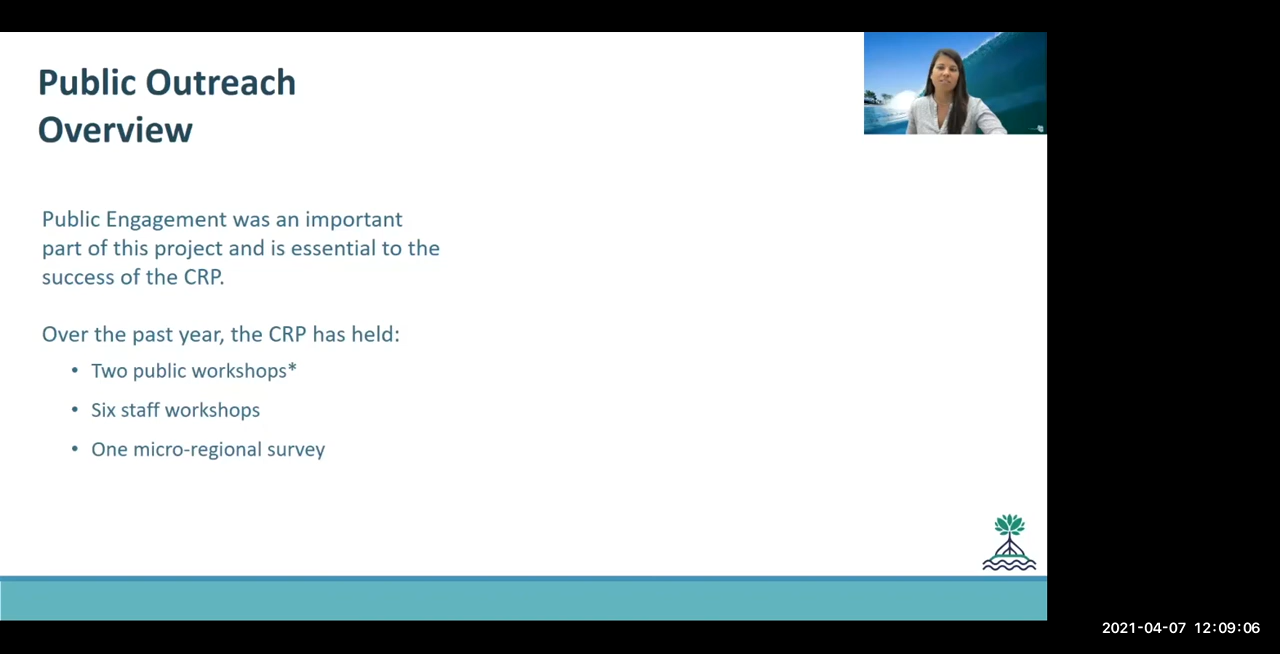 Public Outreach
Overview
Public Engagement was an important
part of this project and is essential to the
success of the CRP.
Over the past year, the CRP has held:
• Two public workshops*
• Six staff workshops
• One micro-regional survey
2021-04-07 12:09:06